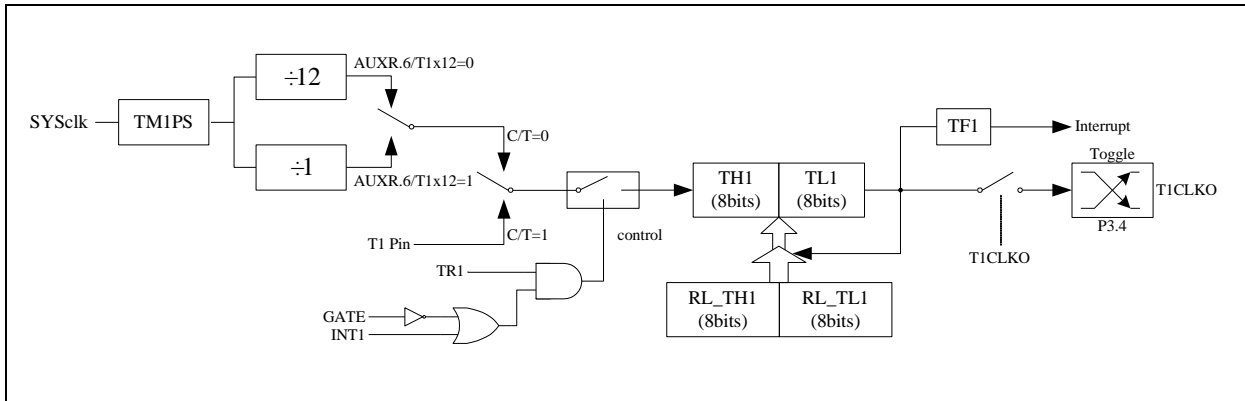 AUXR.6/T1x12=0
÷12
SYSclk
TM1PS
C/T=0
÷1
AUXR.6/T1x12=1
T1 Pin
C/T=1
control
TR1
GATE
INT1
TH1
(8bits)
TL1
(8bits)
RL_TH1
(8bits)
RL_TL1
(8bits)
TF1
Interrupt
Toggle
T1CLKO
P3.4
T1CLKO